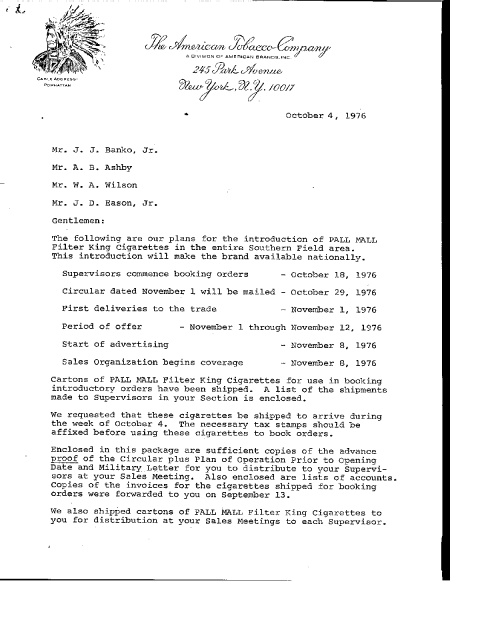 The American Tobacco Company
A DIVISION OF AMERICAN BRANDS, INC.
245 Park Avenue
New York, N.Y. 10017
CABLE ADDRESS
POWHATTAN
October 4, 1976
Mr. J. J. Banko, Jr.
Mr. A. B. Ashby
Mr. W. A. Wilson
Mr. J. D. Eason, Jr.
Gentlemen:
The following are our plans for the introduction of PALL MALL
Filter King Cigarettes in the entire Southern Field area.
This introduction will make the brand available nationally.
Supervisors commence booking orders - October 18, 1976
Circular dated November 1 will be mailed - October 29, 1976
First deliveries to the trade - November 1, 1976
Period of offer - November 1 through November 12, 1976
Start of advertising - November 8, 1976
Sales Organization begins coverage - November 8, 1976
Cartons of PALL MALL Filter King Cigarettes for use in booking
introductory orders have been shipped. A list of the shipments
made to Supervisors in your Section is enclosed.
We requested that these cigarettes be shipped to arrive during
the week of October 4. The necessary tax stamps should be
affixed before using these cigarettes to book orders.
Enclosed in this package are sufficient copies of the advance
proof of the Circular plus Plan of Operation Prior to Opening
Date and Military Letter for you to distribute to your Supervi-
sors at your Sales Meeting. Also enclosed are lists of accounts.
Copies of the invoices for the cigarettes shipped for booking
orders were forwarded to you on September 13.
We also shipped cartons of PALL MALL Filter King Cigarettes to
you for distribution at your Sales Meetings to each Supervisor.